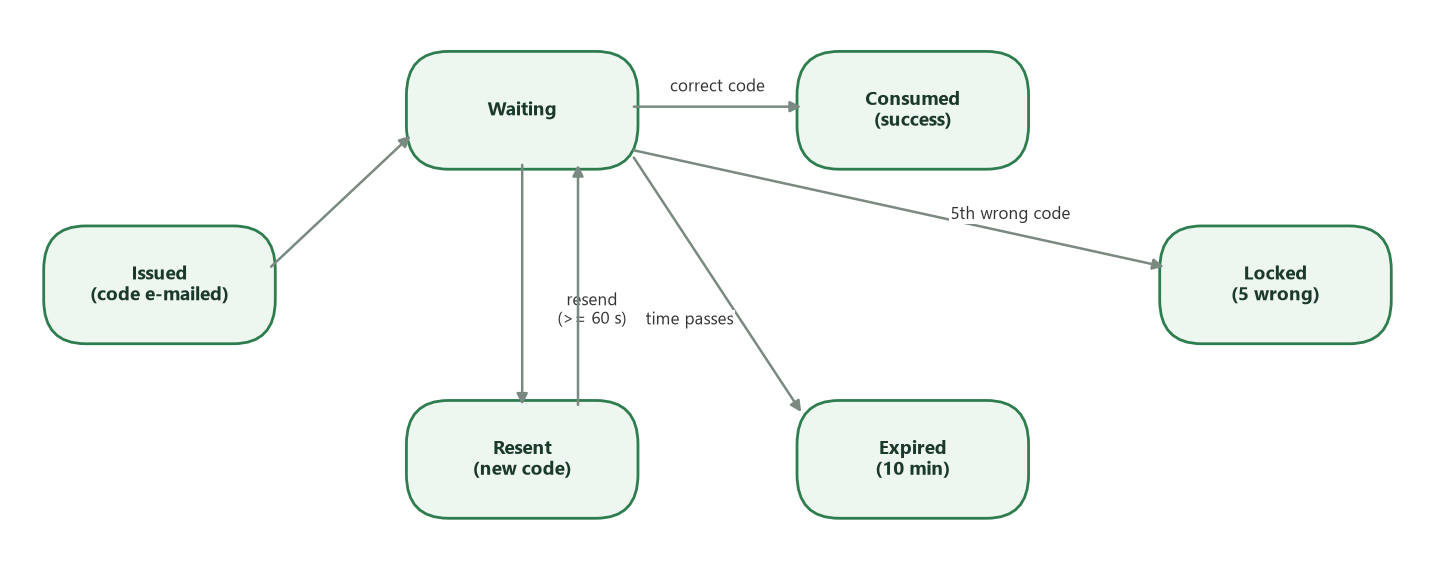 Waiting
correct code
Consumed
(success)
5th wrong code
Issued
(code e-mailed)
Locked
(5 wrong)
resend
(>= 60 s)
time passes
Resent
(new code)
Expired
(10 min)